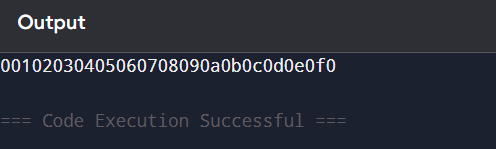 Output
00102030405060708090a0b0c0d0e0f0
=== Code Execution Successful ===